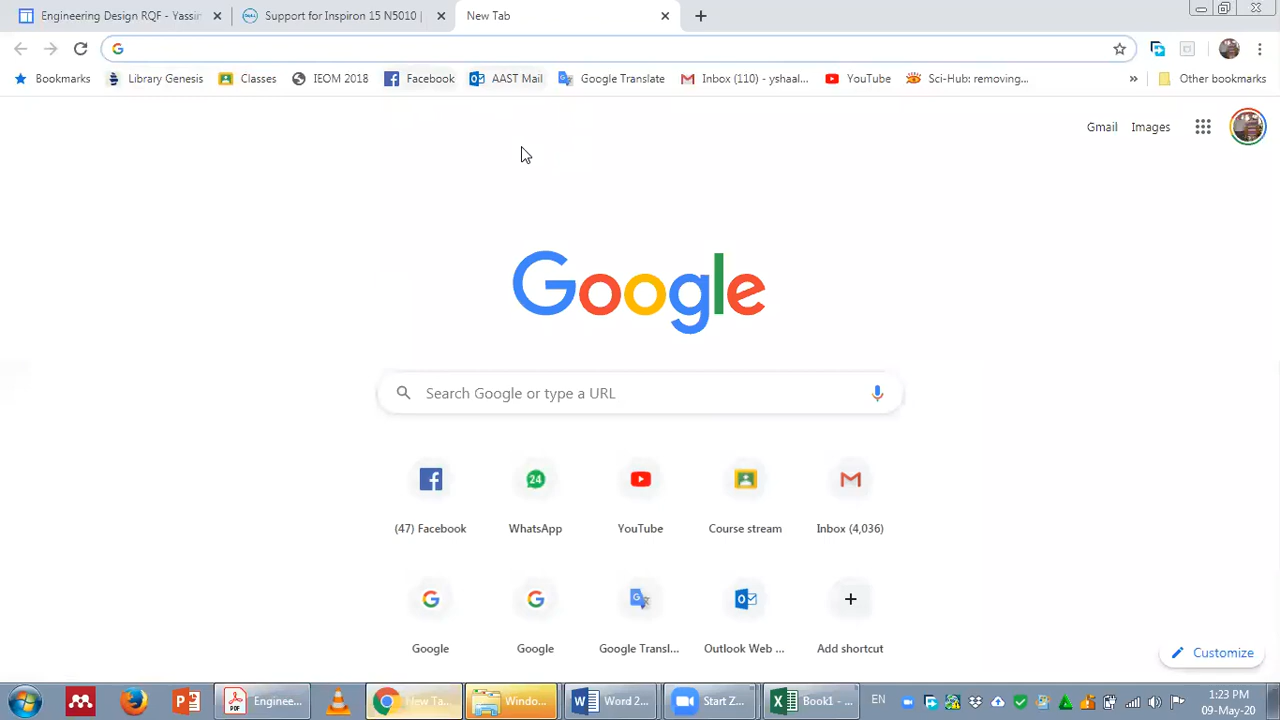 Engineering Design RQF - Yassin
Support for Inspiron 15 N5010 |
New Tab
Bookmarks
Library Genesis
Classes
IEOM 2018
Facebook
AAST Mail
Google Translate
Inbox (110) - yshaal...
YouTube
Sci-Hub: removing...
Other bookmarks
Gmail
Images
Google
Search Google or type a URL
24
(47) Facebook
WhatsApp
YouTube
Course stream
Inbox (4,036)
Google
Google
Google Transl...
Outlook Web ...
Add shortcut
Customize
Enginee...
New Ta...
Windo...
Word 2...
Start Z...
Book1 - ...
EN
1:23 PM
09-May-20